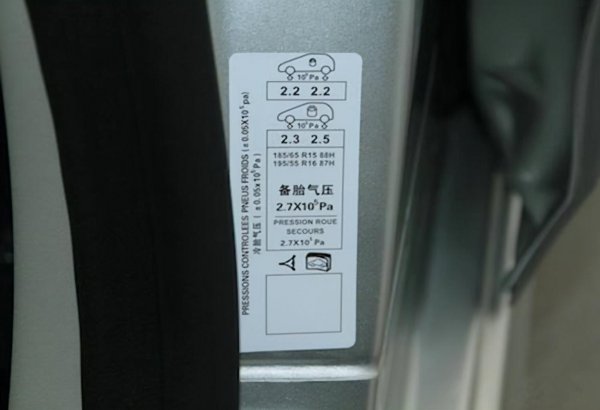 10⁵Pa
2.2 2.2
10⁵Pa
2.3 2.5
185/65 R15 88H
195/55 R16 87H
备胎气压
2.7X10⁵Pa
PRESSION ROUE
SECOURS
2.7X10⁵Pa
PRESSIONS CONTROLEES PNEUS FROIDS (±0.05X10⁵pa)
冷胎气压 (±0.05x10⁵Pa)